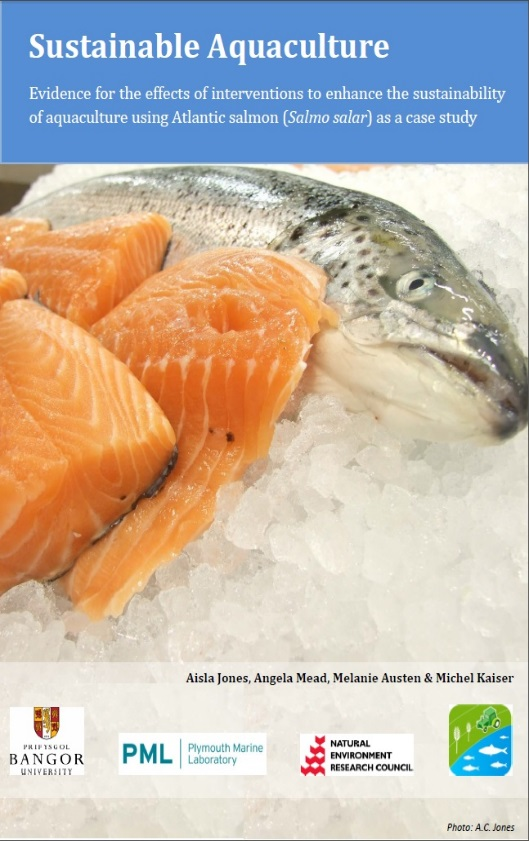 Sustainable Aquaculture
Evidence for the effects of interventions to enhance the sustainability
of aquaculture using Atlantic salmon (Salmo salar) as a case study
Aisla Jones, Angela Mead, Melanie Austen & Michel Kaiser
PRIFYSGOL
BANGOR
UNIVERSITY
PML
Plymouth Marine
Laboratory
NATURAL
ENVIRONMENT
RESEARCH COUNCIL
Photo: A.C. Jones